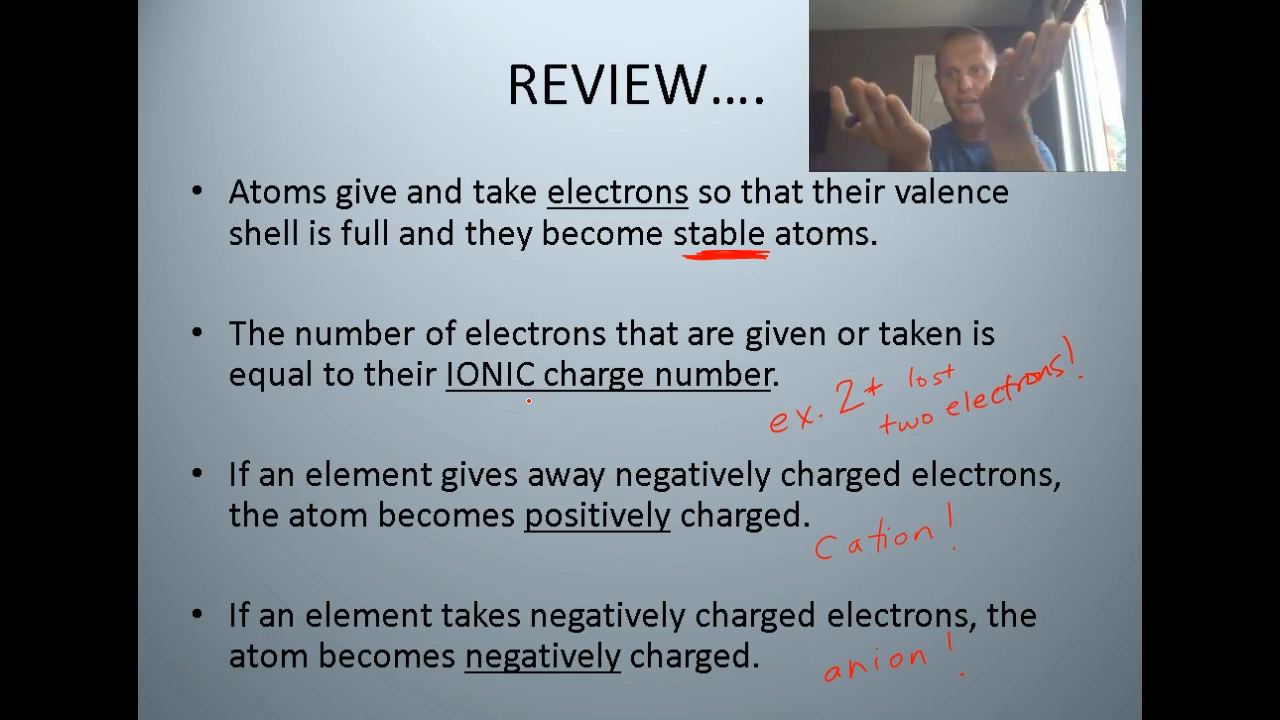 REVIEW....
• Atoms give and take electrons so that their valence
shell is full and they become stable atoms.
• The number of electrons that are given or taken is
equal to their IONIC charge number.
ex. 2+ lost
two electrons!
• If an element gives away negatively charged electrons,
the atom becomes positively charged.
Cation!
• If an element takes negatively charged electrons, the
atom becomes negatively charged.
anion!